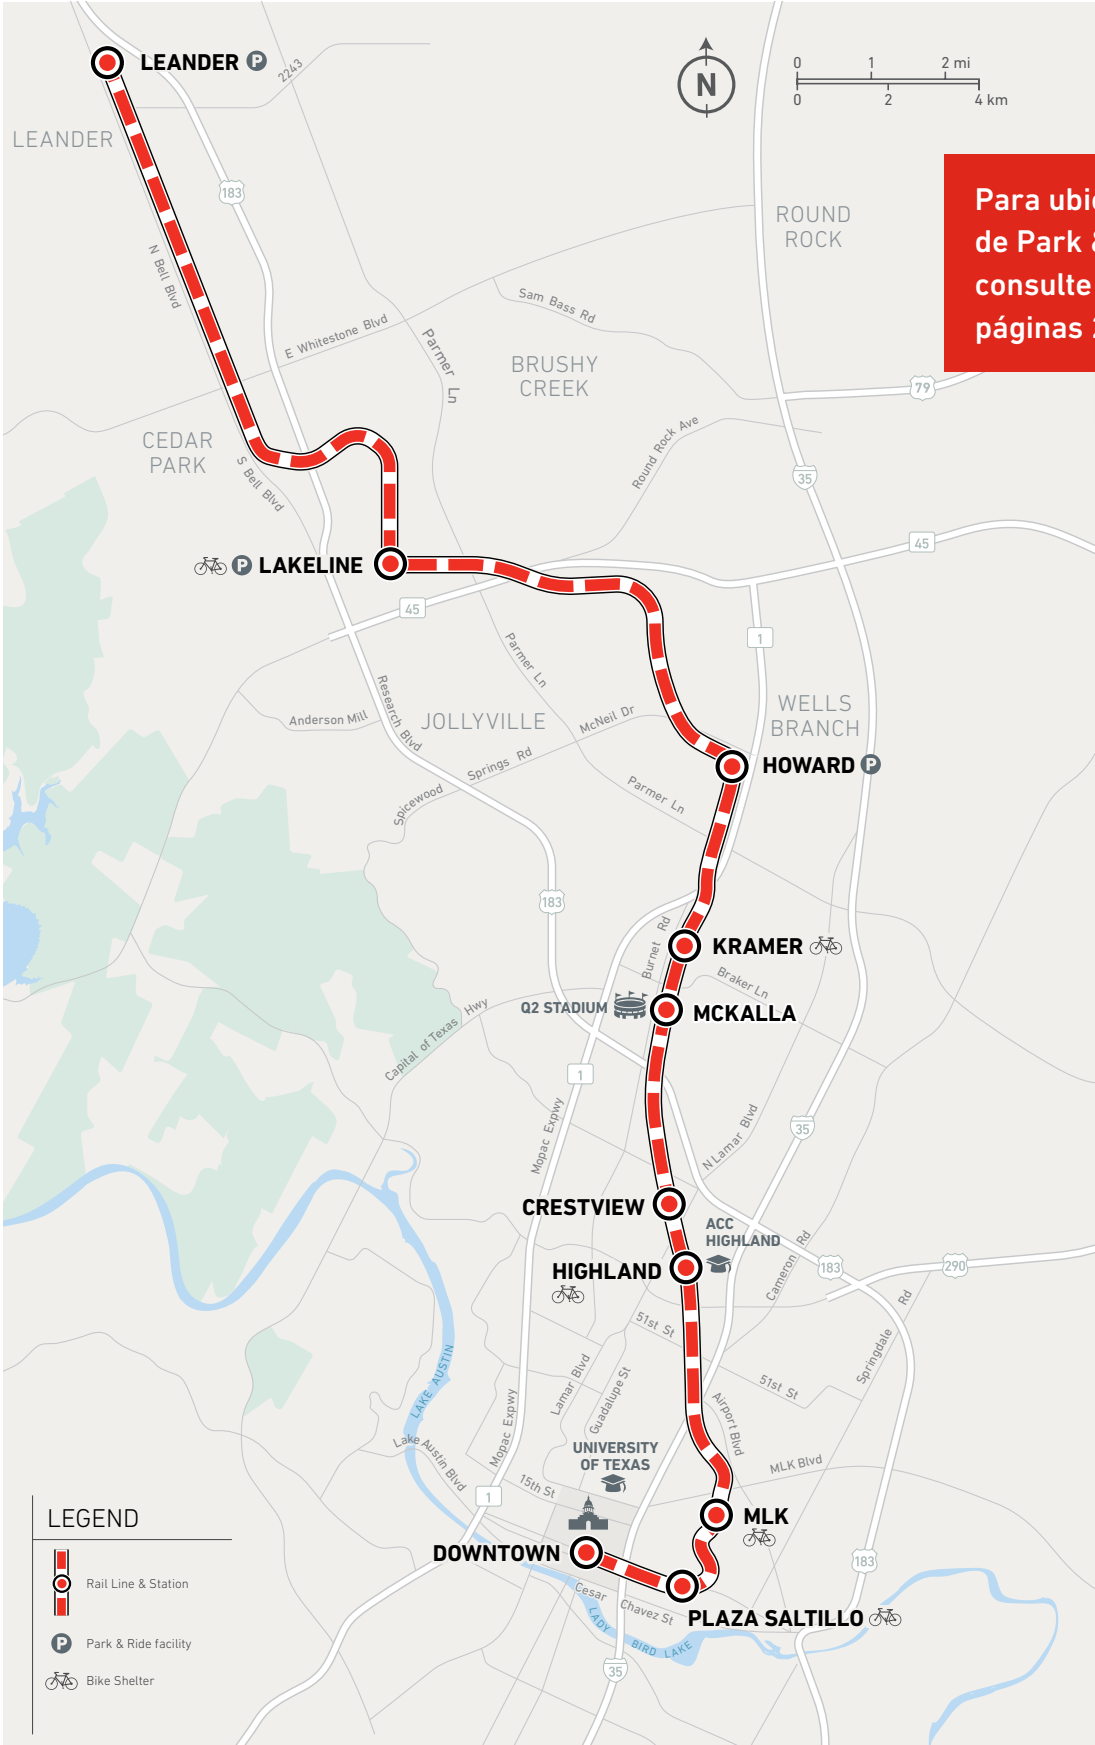 LEANDER P
2243
N
0 1 2 mi
0 2 4 km
LEANDER
183
ROUND
ROCK
Para
de Park
consulte
páginas
N Bell Blvd
Sam Bass Rd
E Whitestone Blvd
Parmer Ln
BRUSHY
CREEK
79
Round Rock Ave
CEDAR
PARK
S Bell Blvd
35
45
P LAKELINE
45
1
Parmer Ln
Research Blvd
Anderson Mill
JOLLYVILLE
McNeil Dr
WELLS
BRANCH
Spicewood Springs Rd
HOWARD P
Parmer Ln
183
Burnet Rd
KRAMER
Braker Ln
Q2 STADIUM
MCKALLA
Capital of Texas Hwy
1
Mopac Expwy
N Lamar Blvd
35
CRESTVIEW
ACC
HIGHLAND
HIGHLAND
Cameron Rd
183
290
51st St
Springdale Rd
LAKE AUSTIN
Lamar Blvd
Guadalupe St
51st St
Mopac Expwy
Airport Blvd
Lake Austin Blvd
UNIVERSITY
OF TEXAS
MLK Blvd
15th St
1
MLK
DOWNTOWN
183
Cesar Chavez St
PLAZA SALTILLO
LADY BIRD LAKE
35
LEGEND
Rail Line & Station
P Park & Ride facility
Bike Shelter